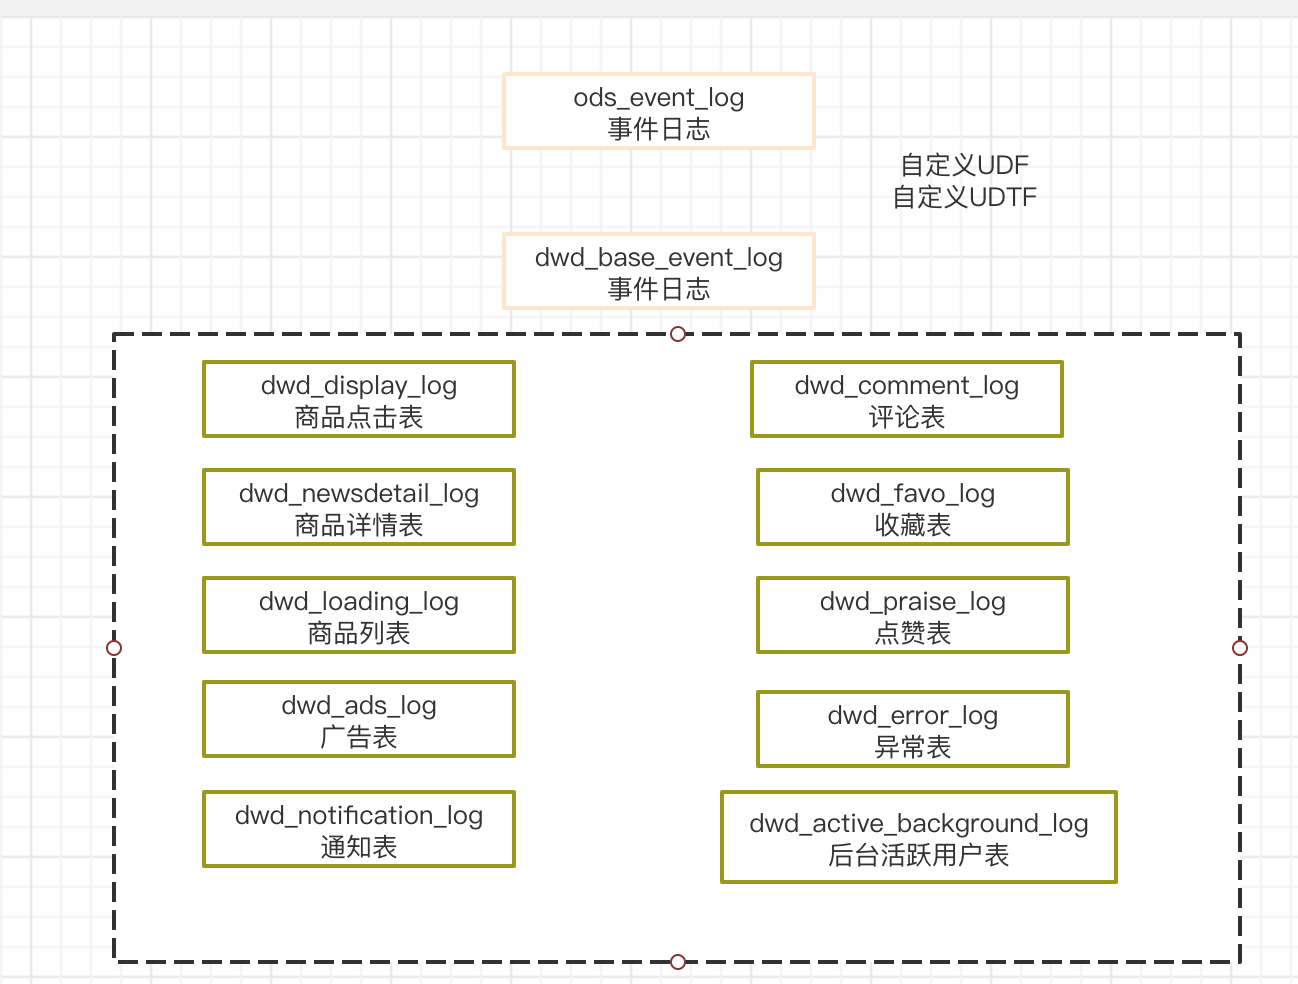 ods_event_log
事件日志
自定义UDF
自定义UDTF
dwd_base_event_log
事件日志
dwd_display_log
商品点击表
dwd_newsdetail_log
商品详情表
dwd_loading_log
商品列表
dwd_ads_log
广告表
dwd_notification_log
通知表
dwd_comment_log
评论表
dwd_favo_log
收藏表
dwd_praise_log
点赞表
dwd_error_log
异常表
dwd_active_background_log
后台活跃用户表